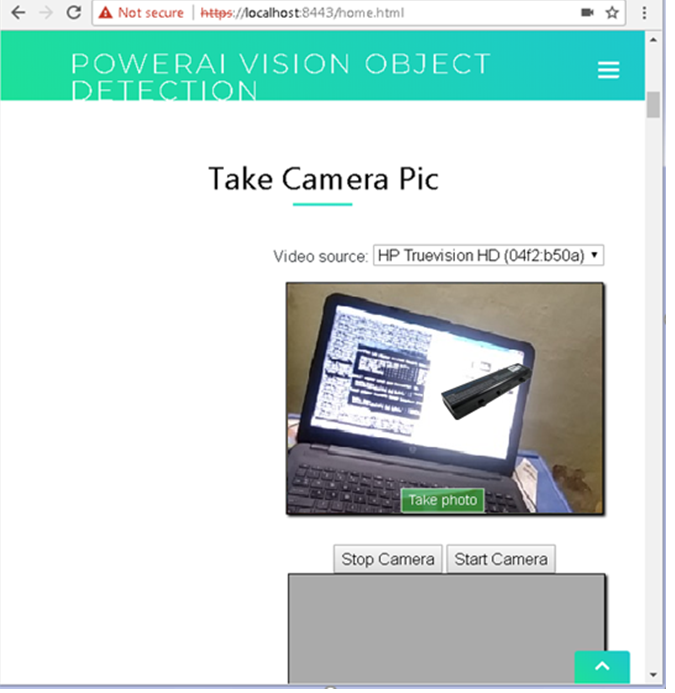 Not secure | https://localhost:8443/home.html
POWERAI VISION OBJECT
DETECTION
Take Camera Pic
Video source: HP Truevision HD (04f2:b50a)
Take photo
Stop Camera Start Camera